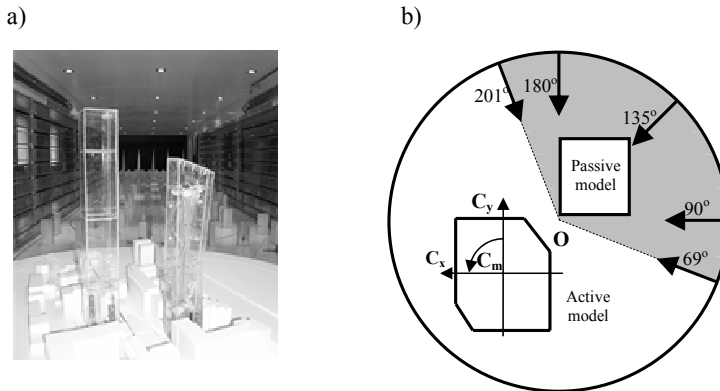 a)
b)
201°
180°
135°
Passive
model
90°
C_y
O
69°
C_x
C_m
Active
model